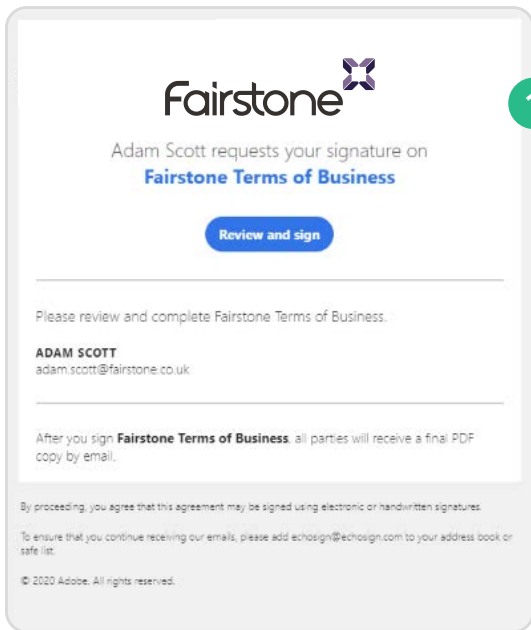 Fairstone
Adam Scott requests your signature on
Fairstone Terms of Business
Review and sign
Please review and complete Fairstone Terms of Business.
ADAM SCOTT
adam.scott@fairstone.co.uk
After you sign Fairstone Terms of Business, all parties will receive a final PDF
copy by email.
By proceeding, you agree that this agreement may be signed using electronic or handwritten signatures.
To ensure that you continue receiving our emails, please add echosign@echosign.com to your address book or
safe list.
© 2020 Adobe. All rights reserved.